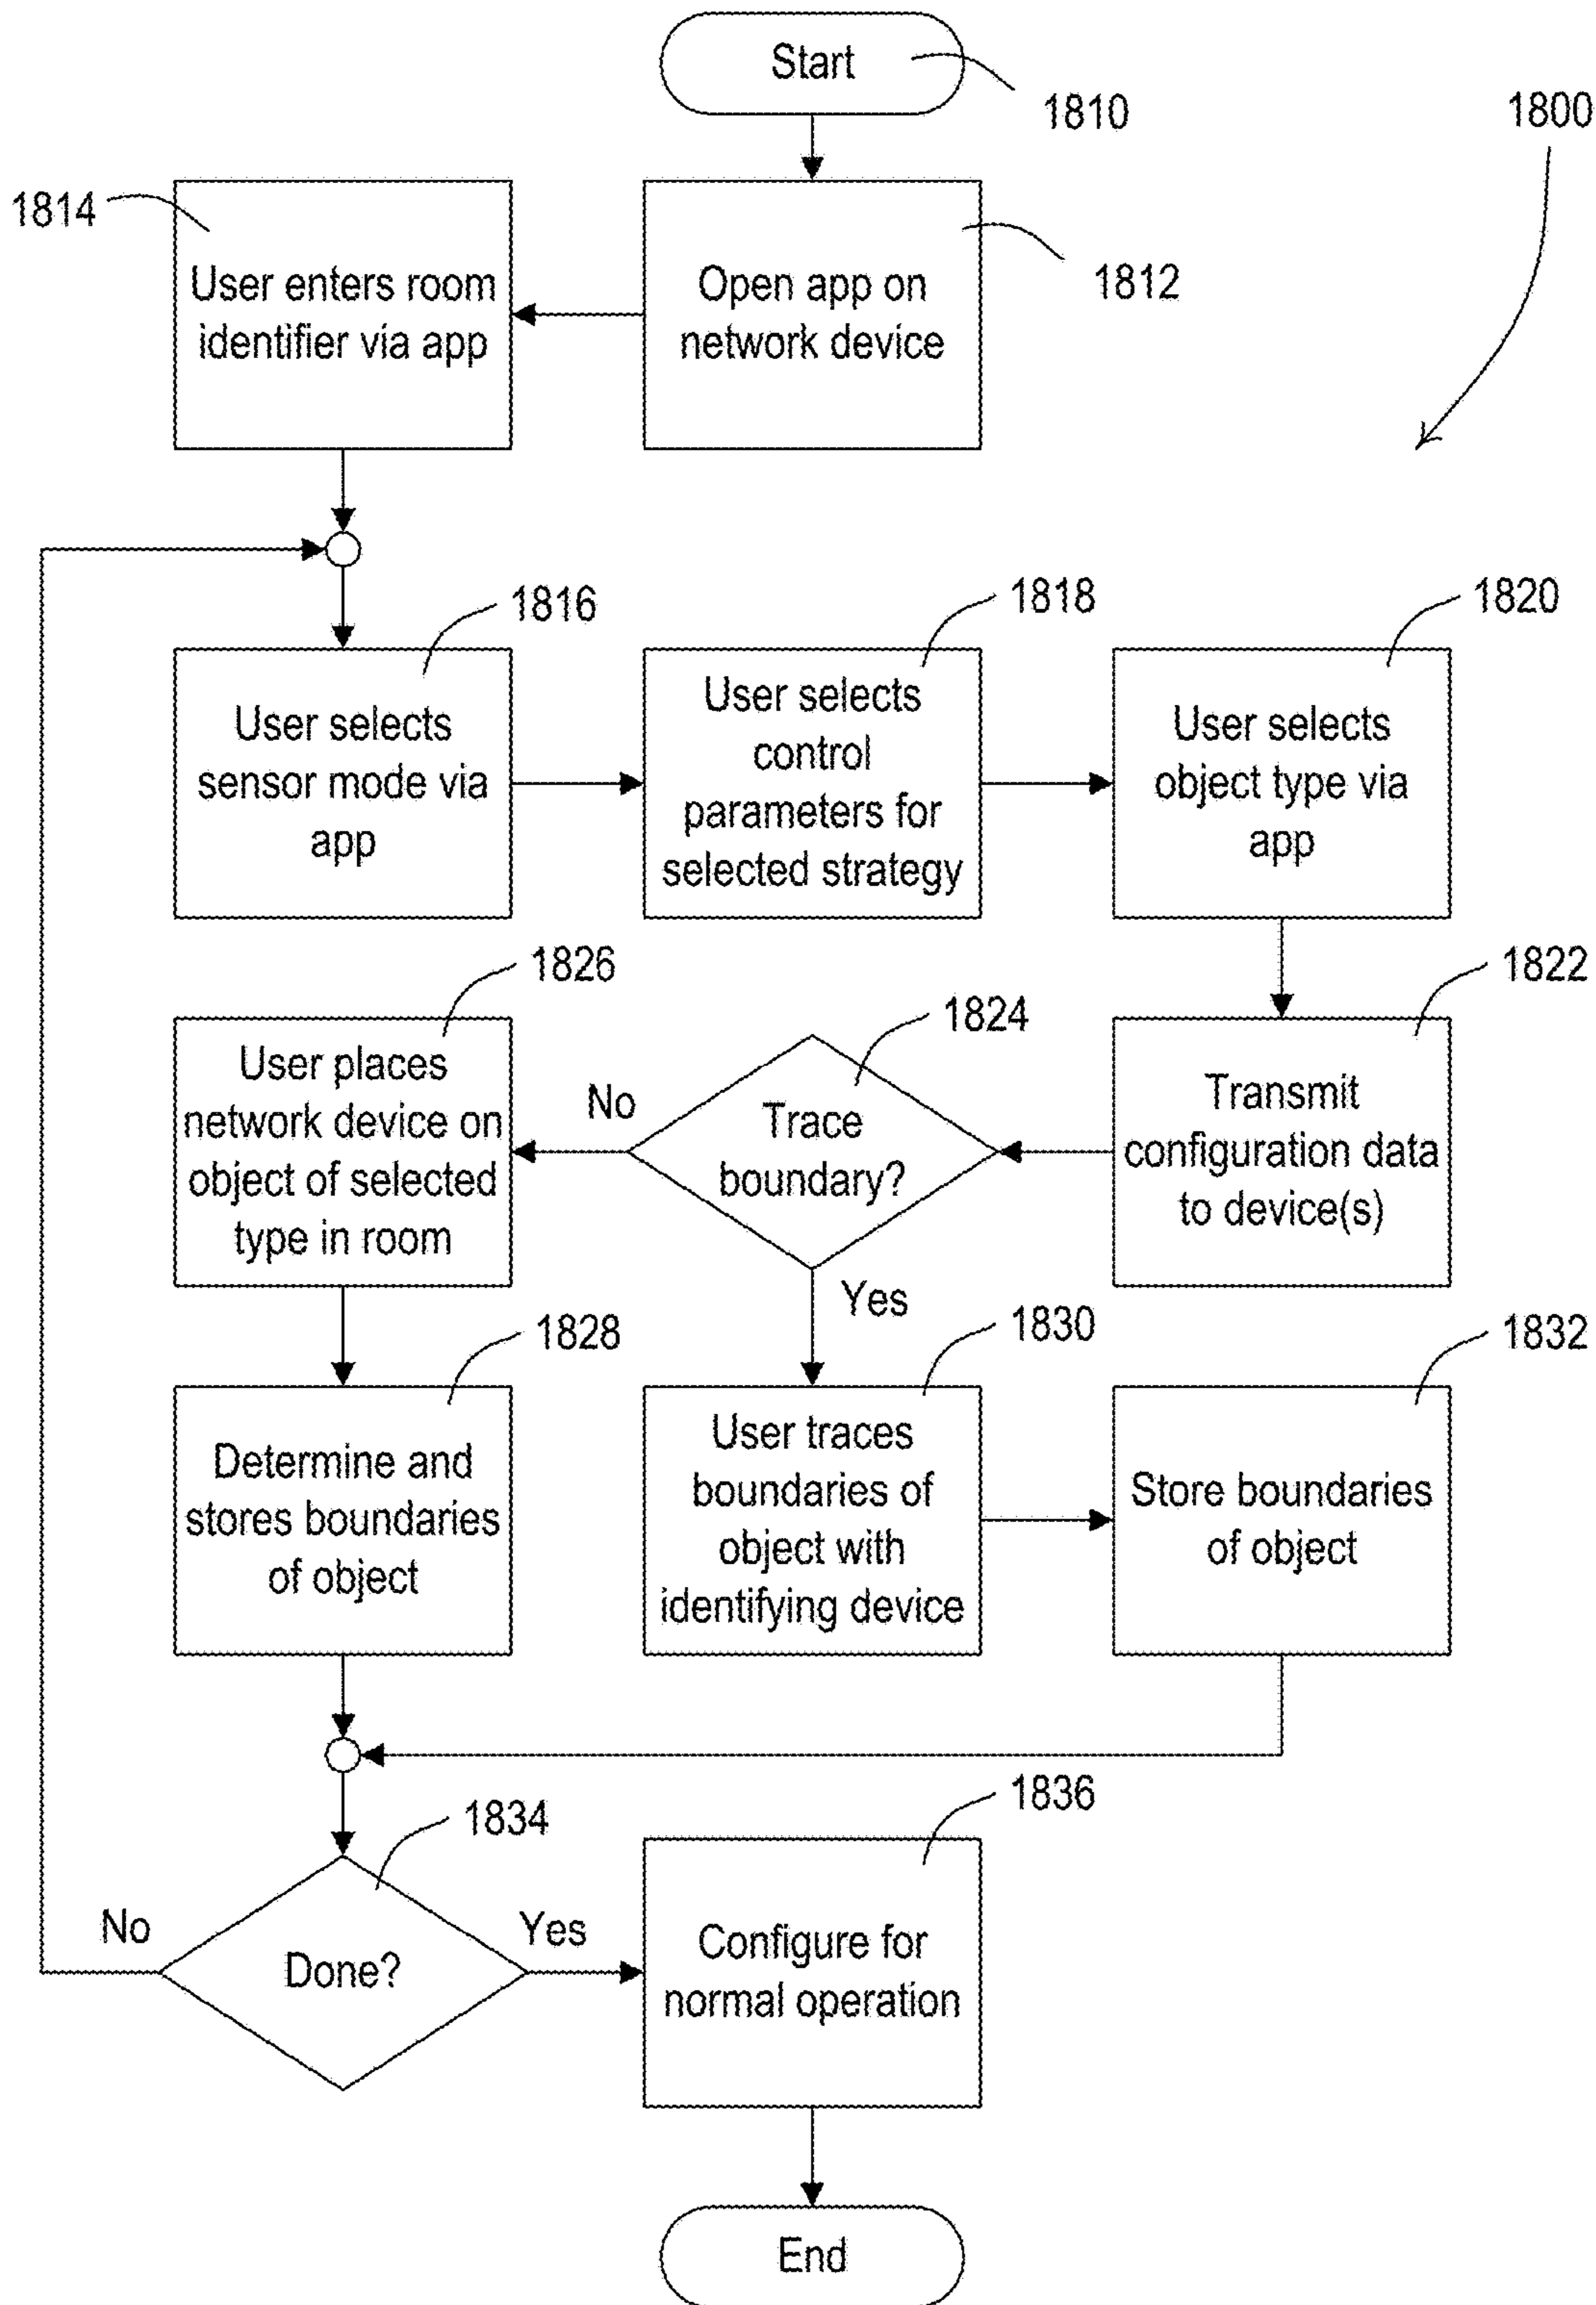 Start
1810
1800
1814
User enters room
identifier via app
Open app on
network device
1812
1816
User selects
sensor mode via
app
1818
User selects
control
parameters for
selected strategy
1820
User selects
object type via
app
1826
User places
network device on
object of selected
type in room
No
1824
Trace
boundary?
Yes
1822
Transmit
configuration data
to device(s)
1828
Determine and
stores boundaries
of object
1830
User traces
boundaries of
object with
identifying device
1832
Store boundaries
of object
1834
No
Done?
Yes
1836
Configure for
normal operation
End